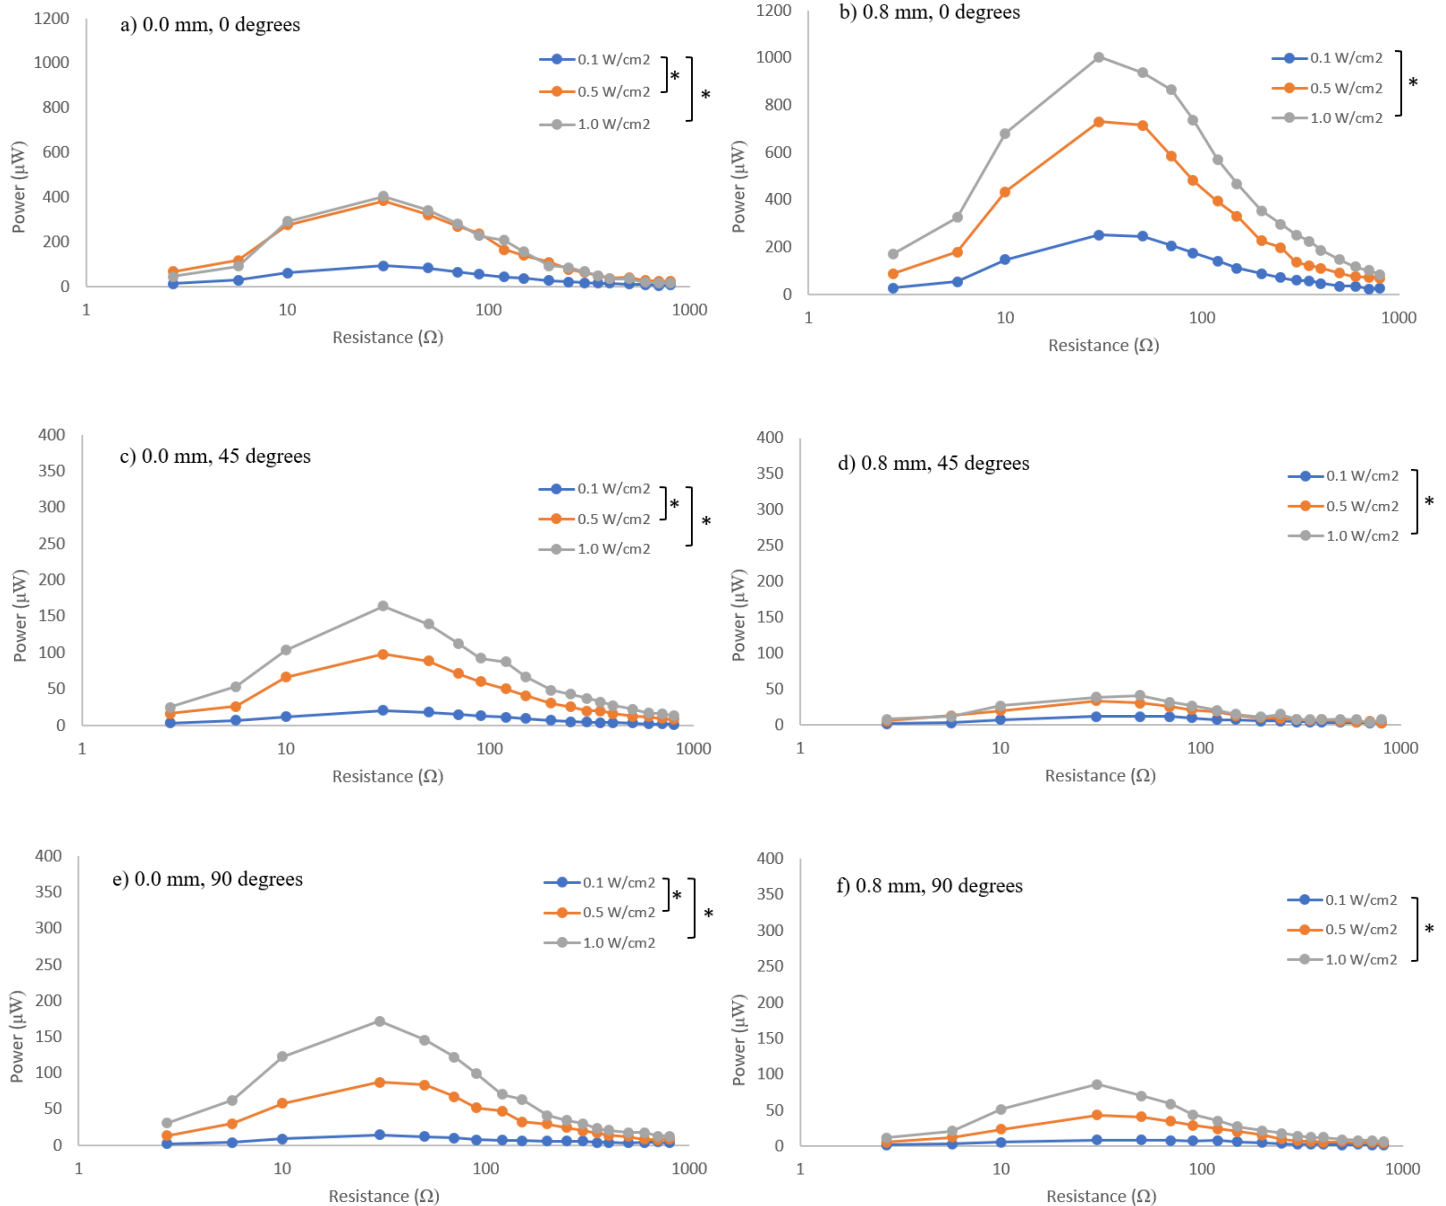 a) 0.0 mm, 0 degrees
1200
1000
800
600
400
200
0
Power (μW)
1
10
100
1000
Resistance (Ω)
0.1 W/cm2
0.5 W/cm2
1.0 W/cm2
*
*
b) 0.8 mm, 0 degrees
1200
1000
800
600
400
200
0
Power (μW)
1
10
100
1000
Resistance (Ω)
0.1 W/cm2
0.5 W/cm2
1.0 W/cm2
*
c) 0.0 mm, 45 degrees
400
350
300
250
200
150
100
50
0
Power (μW)
1
10
100
1000
Resistance (Ω)
0.1 W/cm2
0.5 W/cm2
1.0 W/cm2
*
*
d) 0.8 mm, 45 degrees
400
350
300
250
200
150
100
50
0
Power (μW)
1
10
100
1000
Resistance (Ω)
0.1 W/cm2
0.5 W/cm2
1.0 W/cm2
*
e) 0.0 mm, 90 degrees
400
350
300
250
200
150
100
50
0
Power (μW)
1
10
100
1000
Resistance (Ω)
0.1 W/cm2
0.5 W/cm2
1.0 W/cm2
*
*
f) 0.8 mm, 90 degrees
400
350
300
250
200
150
100
50
0
Power (μW)
1
10
100
1000
Resistance (Ω)
0.1 W/cm2
0.5 W/cm2
1.0 W/cm2
*